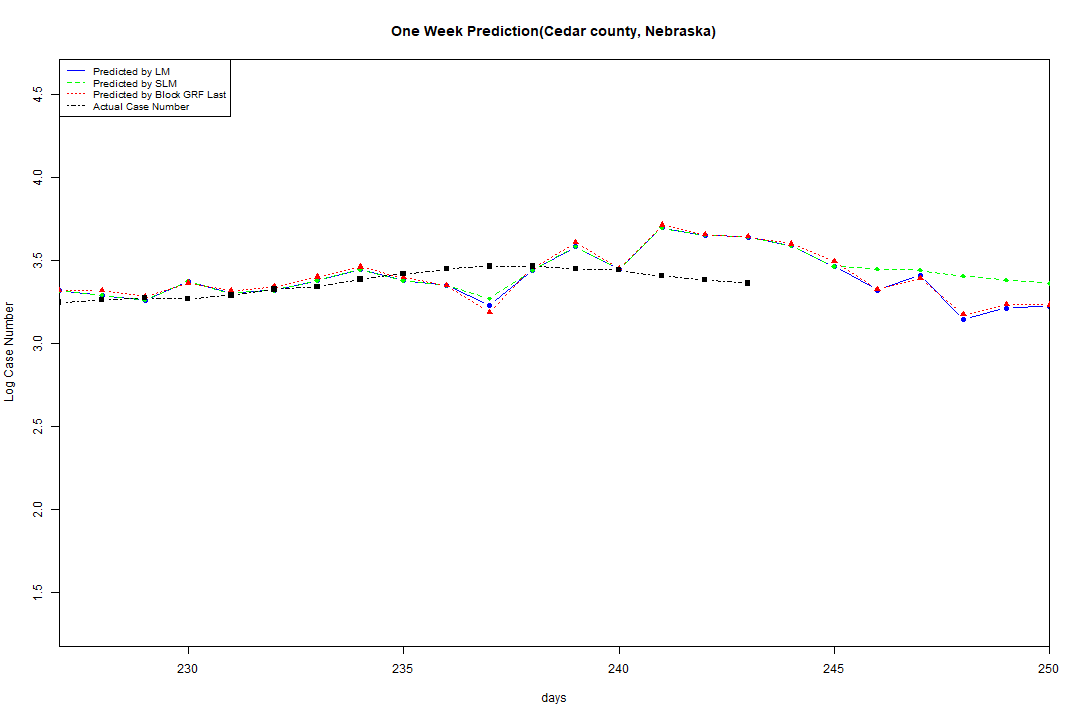 One Week Prediction(Cedar county, Nebraska)
Predicted by LM
Predicted by SLM
Predicted by Block GRF Last
Actual Case Number
Log Case Number
4.5
4.0
3.5
3.0
2.5
2.0
1.5
230 235 240 245 250
days